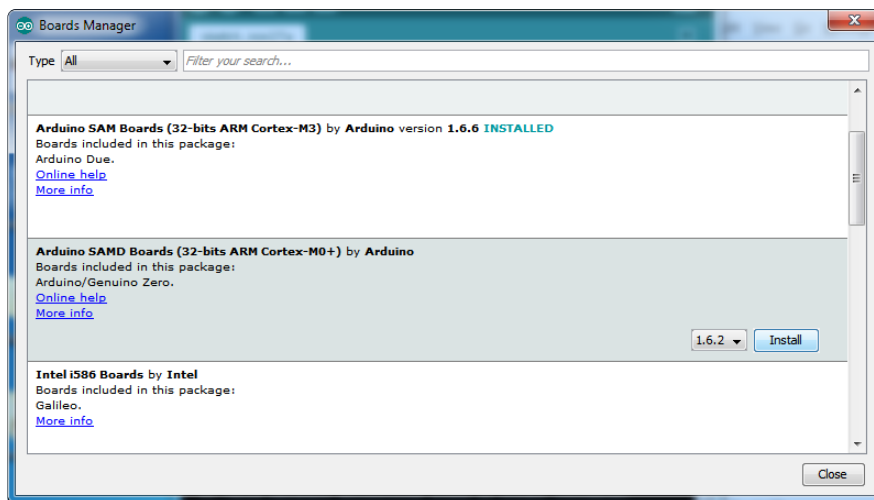 Boards Manager
Type All Filter your search...
Arduino SAM Boards (32-bits ARM Cortex-M3) by Arduino version 1.6.6 INSTALLED
Boards included in this package:
Arduino Due.
Online help
More info
Arduino SAMD Boards (32-bits ARM Cortex-M0+) by Arduino
Boards included in this package:
Arduino/Genuino Zero.
Online help
More info
1.6.2 Install
Intel i586 Boards by Intel
Boards included in this package:
Galileo.
More info
Close